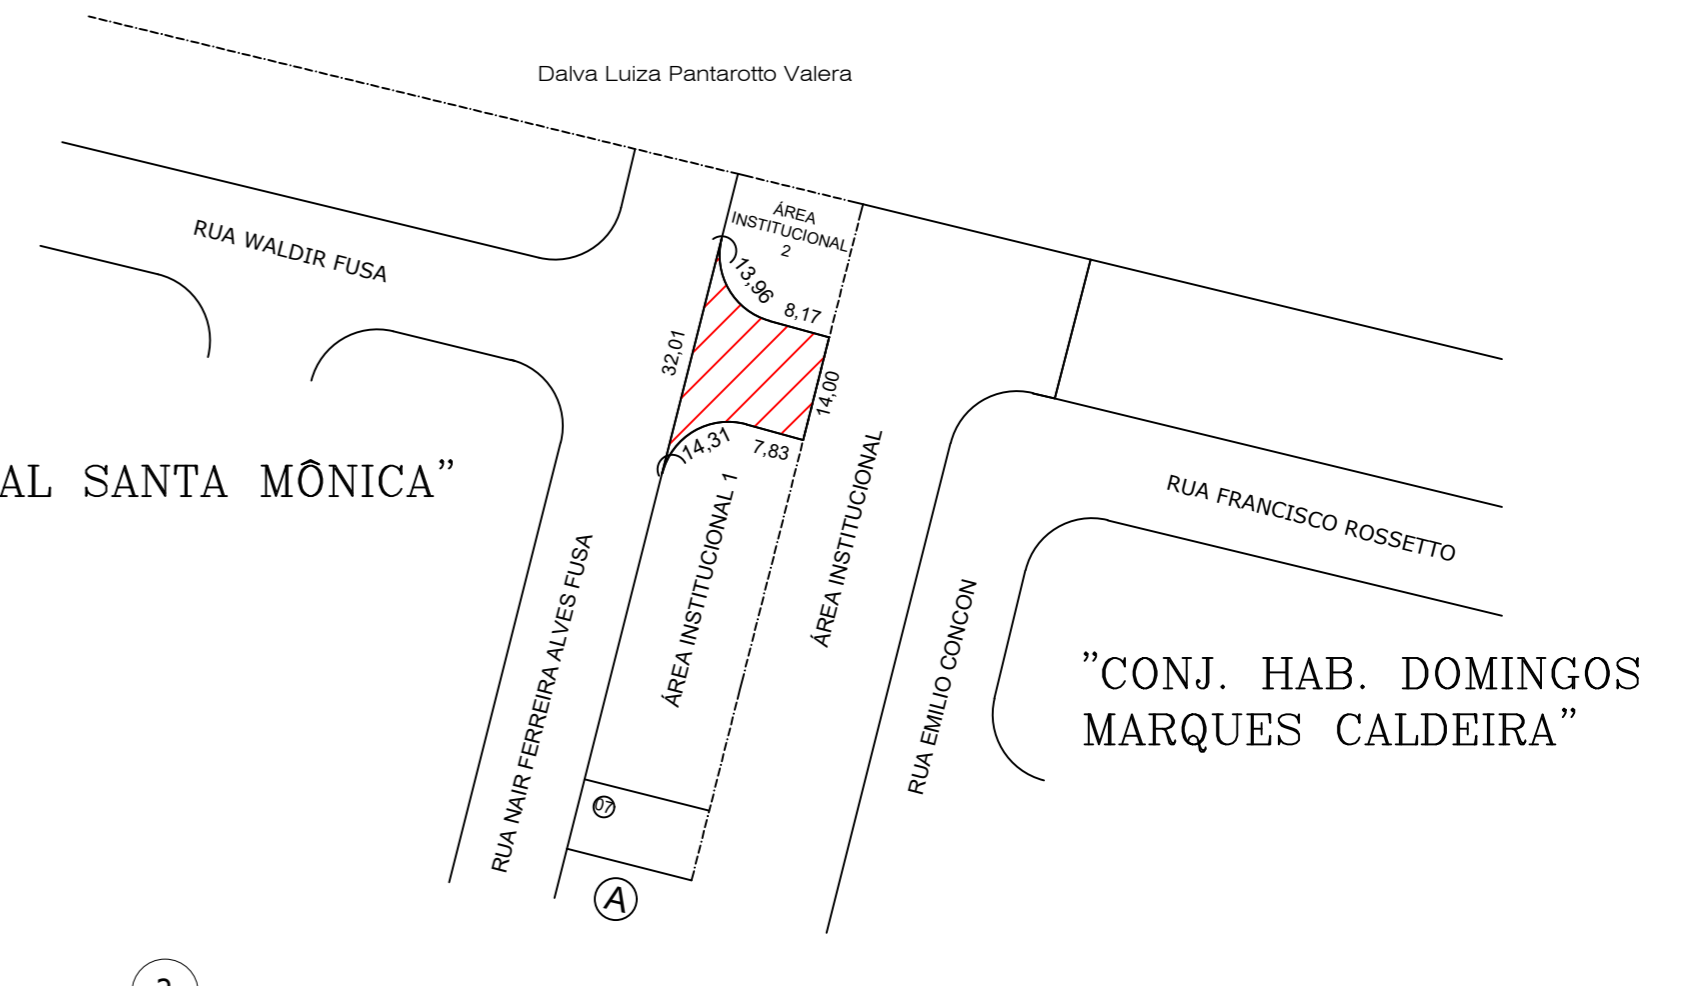 Dalva Luiza Pantarotto Valera
ÁREA
INSTITUCIONAL
2
RUA WALDIR FUSA
13,96
8,17
32,01
14,00
14,31
7,83
AL SANTA MÔNICA”
ÁREA INSTITUCIONAL 1
ÁREA INSTITUCIONAL
RUA FRANCISCO ROSSETTO
RUA NAIR FERREIRA ALVES FUSA
RUA EMILIO CONCON
”CONJ. HAB. DOMINGOS
MARQUES CALDEIRA”
07
A